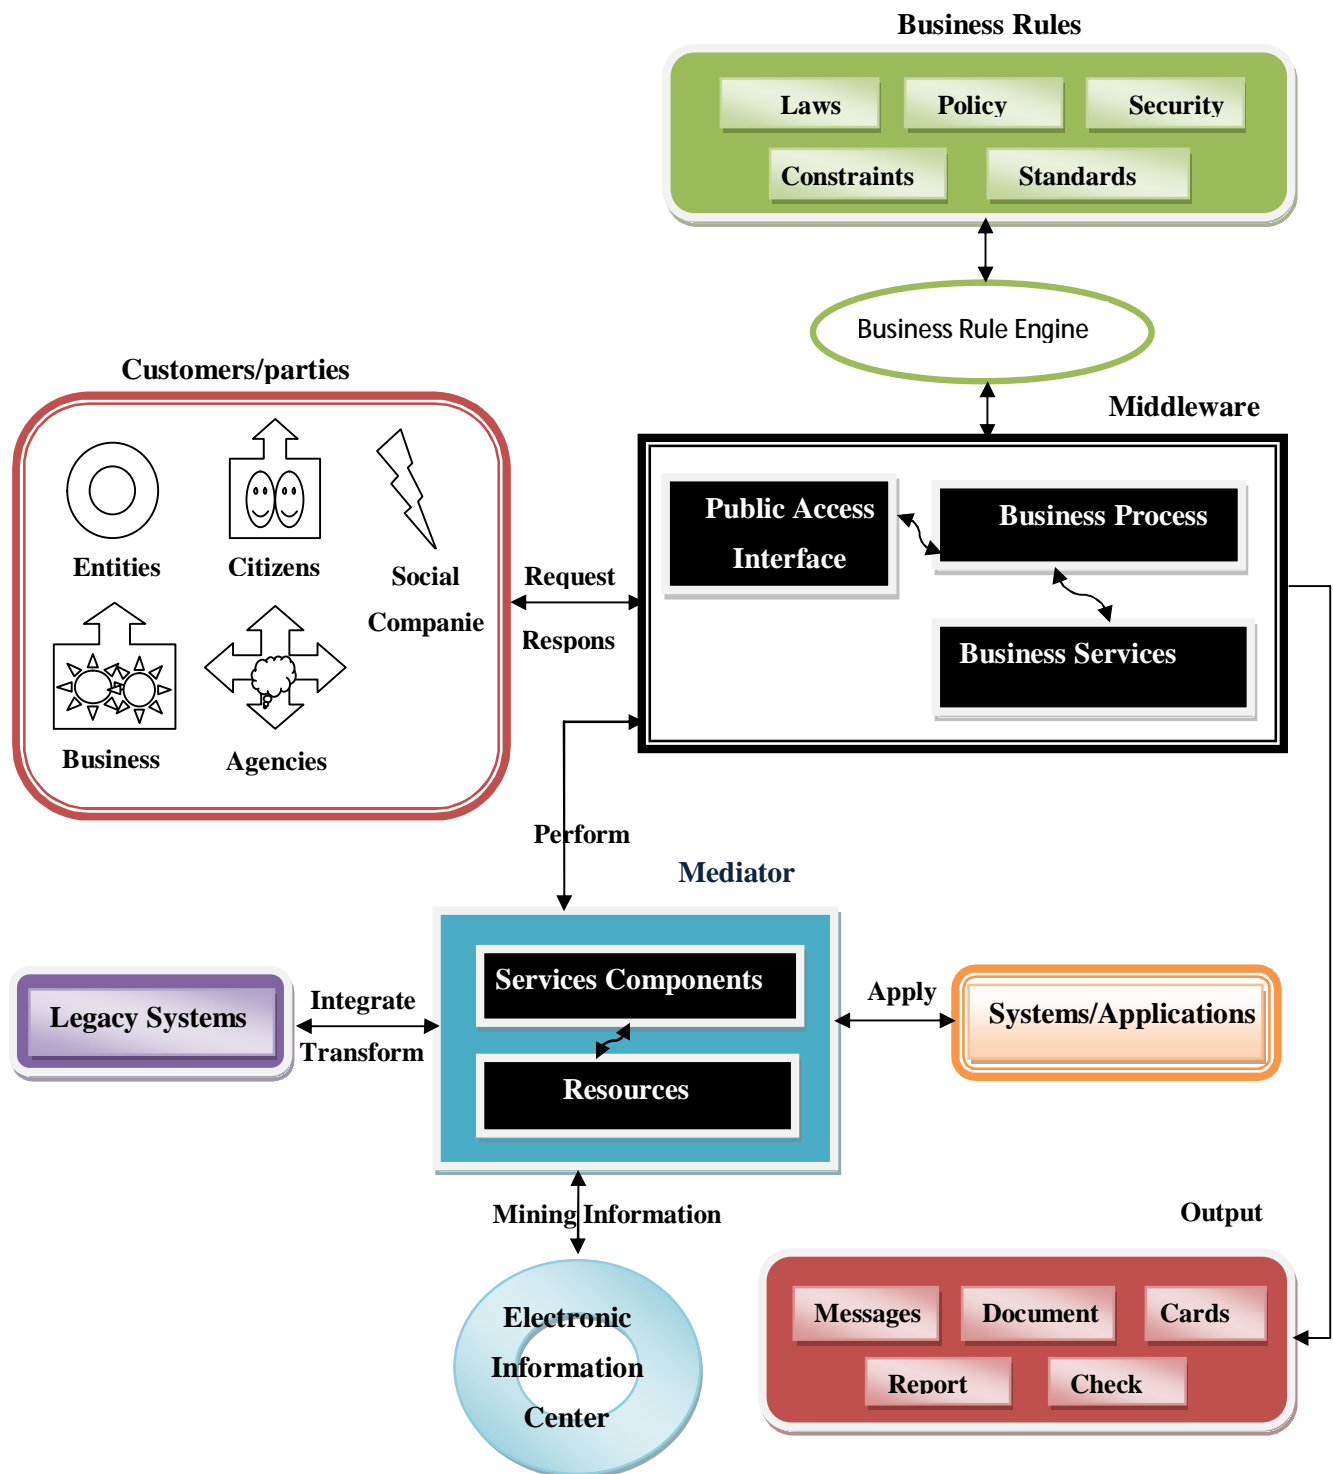 Business Rules
Laws
Policy
Security
Constraints
Standards
Business Rule Engine
Customers/parties
Middleware
Entities
Citizens
Social
Companie
Business
Agencies
Request
Respons
Public Access
Interface
Business Process
Business Services
Perform
Mediator
Services Components
Resources
Legacy Systems
Integrate
Transform
Apply
Systems/Applications
Mining Information
Electronic
Information
Center
Output
Messages
Document
Cards
Report
Check